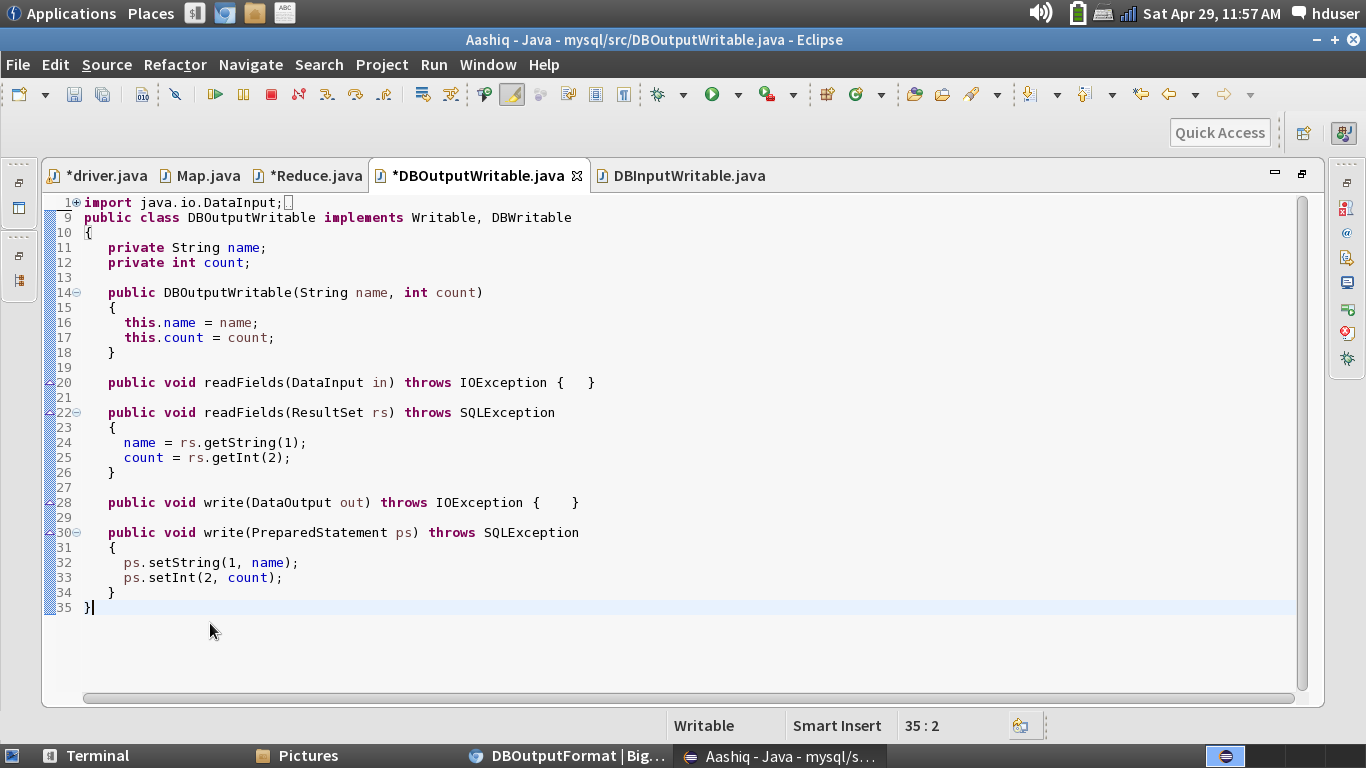 Applications Places $ ABC Sat Apr 29, 11:57 AM hduser
Aashiq - Java - mysql/src/DBOutputWritable.java - Eclipse
File Edit Source Refactor Navigate Search Project Run Window Help
010
Quick Access
*driver.java Map.java *Reduce.java *DBOutputWritable.java DBInputWritable.java
1 import java.io.DataInput;
9 public class DBOutputWritable implements Writable, DBWritable
10 {
11 private String name;
12 private int count;
13
14 public DBOutputWritable(String name, int count)
15 {
16 this.name = name;
17 this.count = count;
18 }
19
20 public void readFields(DataInput in) throws IOException { }
21
22 public void readFields(ResultSet rs) throws SQLException
23 {
24 name = rs.getString(1);
25 count = rs.getInt(2);
26 }
27
28 public void write(DataOutput out) throws IOException { }
29
30 public void write(PreparedStatement ps) throws SQLException
31 {
32 ps.setString(1, name);
33 ps.setInt(2, count);
34 }
35 }
Writable Smart Insert 35 : 2
Terminal Pictures DBOutputFormat | Big... Aashiq - Java - mysql/s...